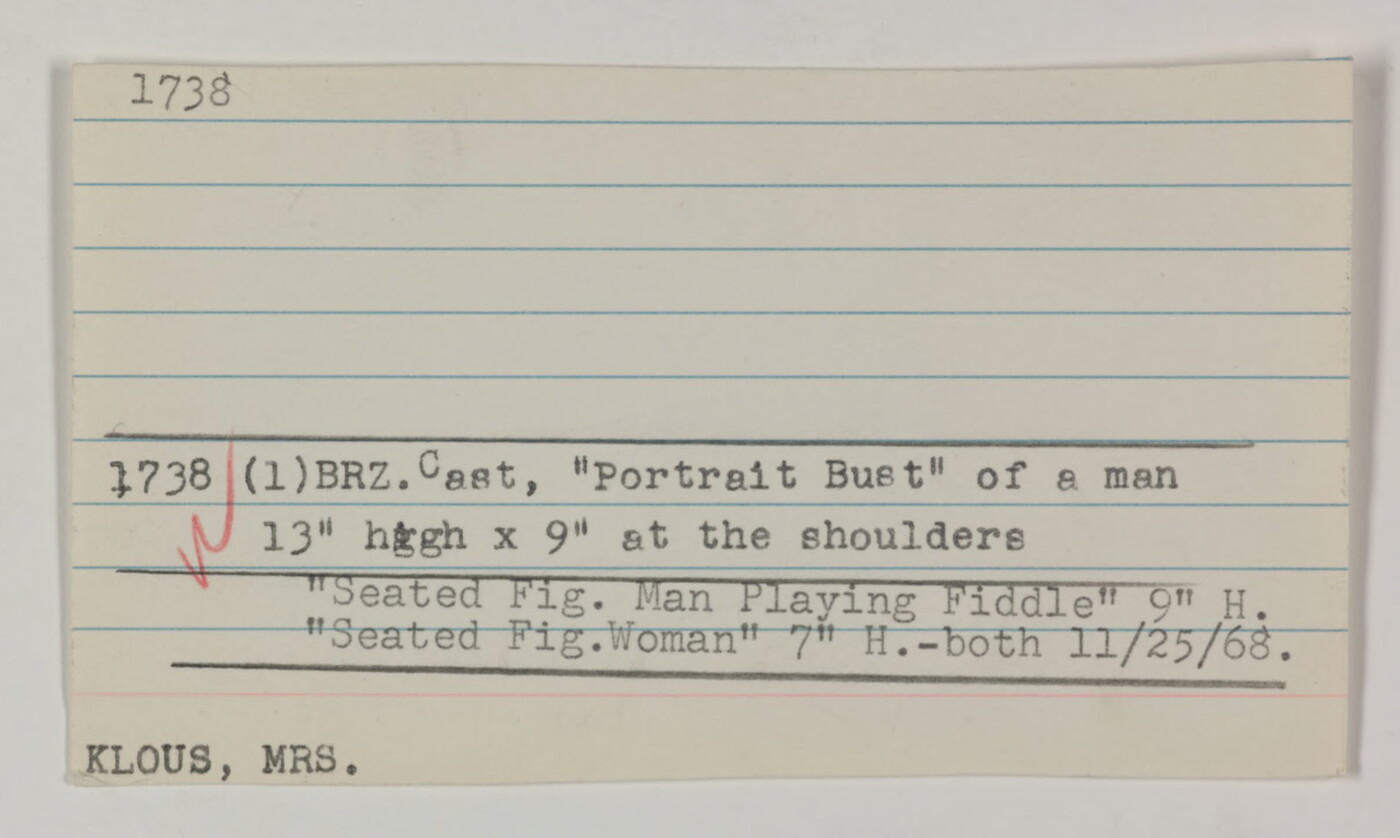 1738
1738 (1)BRZ.Cast, "Portrait Bust" of a man
13" high x 9" at the shoulders
"Seated Fig. Man Playing Fiddle" 9" H.
"Seated Fig.Woman" 7" H.-both 11/25/68.
KLOUS, MRS.